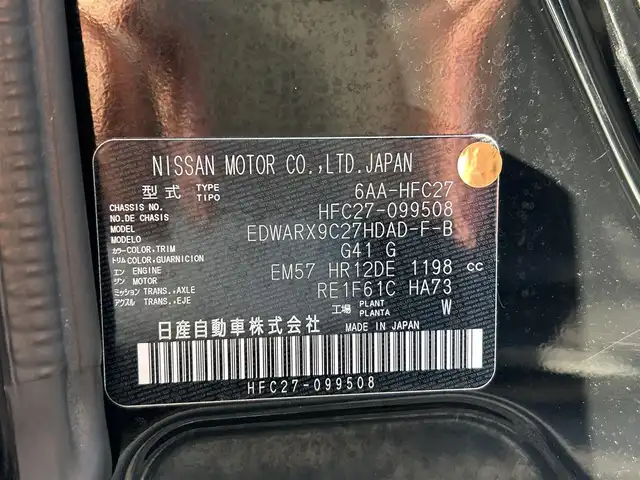 NISSAN MOTOR CO.,LTD.JAPAN
型式 TYPE TIPO 6AA-HFC27
CHASSIS NO. NO.DE CHASIS HFC27-099508
MODEL MODELO EDWARX9C27HDAD-F-B
カラー COLOR.TRIM トリム COLOR.GUARNICION G41 G
エン ENGINE ジン MOTOR EM57 HR12DE 1198 cc
ミッション TRANS.,AXLE アクスル TRANS.,EJE RE1F61C HA73
工場 PLANT PLANTA W
日産自動車株式会社 MADE IN JAPAN
HFC27-099508